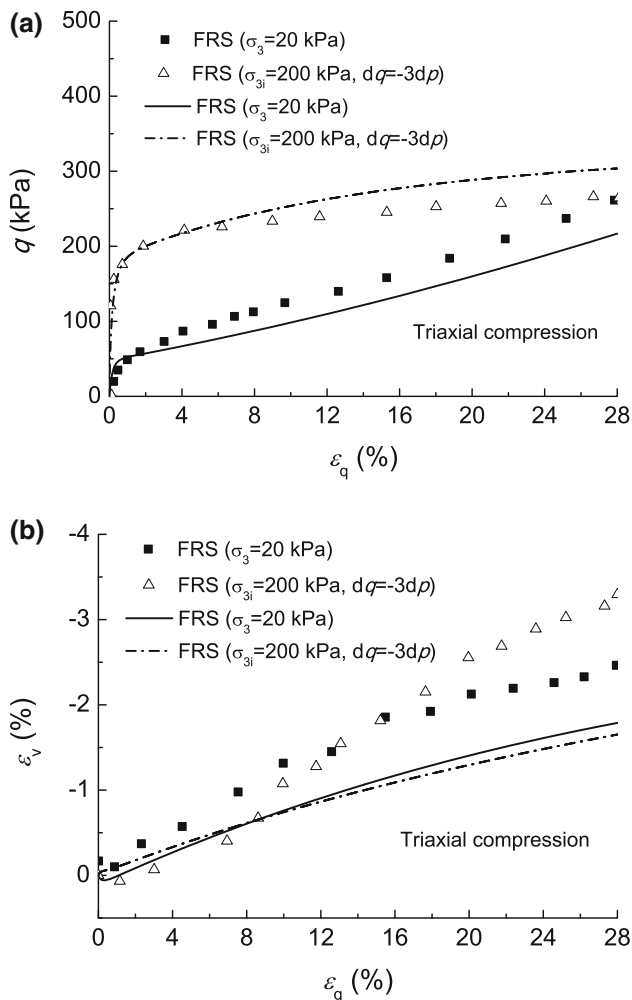 (a)
500
400
300
200
100
0
q (kPa)
FRS (σ3=20 kPa)
FRS (σ3i=200 kPa, dq=-3dp)
FRS (σ3=20 kPa)
FRS (σ3i=200 kPa, dq=-3dp)
Triaxial compression
0 4 8 12 16 20 24 28
εq (%)
(b)
-4
-3
-2
-1
0
1
εv (%)
FRS (σ3=20 kPa)
FRS (σ3i=200 kPa, dq=-3dp)
FRS (σ3=20 kPa)
FRS (σ3i=200 kPa, dq=-3dp)
Triaxial compression
0 4 8 12 16 20 24 28
εq (%)